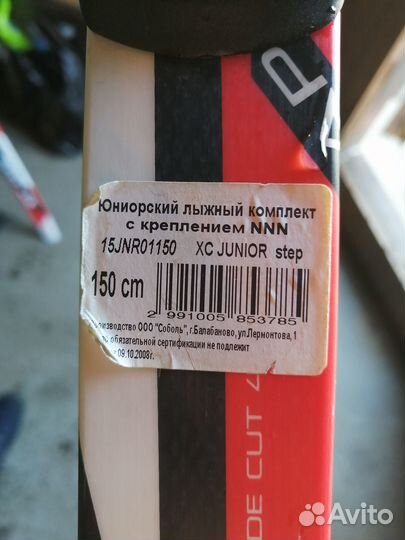 Юниорский лыжный комплект
с креплением NNN
15JNR01150 XC JUNIOR step
150 cm
2 991005 853785
ООО "Соболь", г.Балабаново, ул.Лермонтова, 1
обязательной сертификации не подлежит
09.10.2008г.
DE CUT 4
Avito